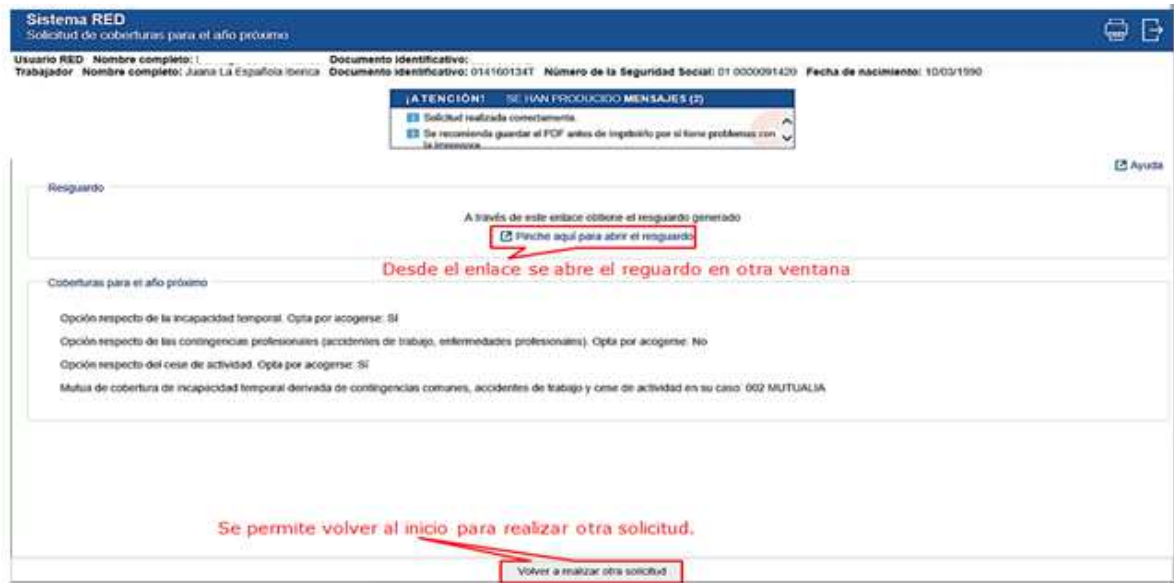 Sistema RED
Solicitud de coberturas para el año próximo
Usuario RED Nombre completo: Documento identificativo:
Trabajador Nombre completo: Juana La Española Iberica Documento identificativo: 014160134T Número de la Seguridad Social: 01 0000091420 Fecha de nacimiento: 10/03/1990
¡ATENCIÓN! SE HAN PRODUCIDO MENSAJES (2)
Solicitud realizada correctamente.
Se recomienda guardar el PDF antes de imprimirlo por si tiene problemas con
la impresora
Ayuda
Resguardo
A través de este enlace obtiene el resguardo generado
Pinche aquí para abrir el resguardo
Desde el enlace se abre el reguardo en otra ventana
Coberturas para el año próximo
Opción respecto de la incapacidad temporal. Opta por acogerse: SI
Opción respecto de las contingencias profesionales (accidentes de trabajo, enfermedades profesionales). Opta por acogerse: No
Opción respecto del cese de actividad. Opta por acogerse: Sí
Mutua de cobertura de incapacidad temporal derivada de contingencias comunes, accidentes de trabajo y cese de actividad en su caso: 002 MUTUALIA
Se permite volver al inicio para realizar otra solicitud.
Volver a realizar otra solicitud